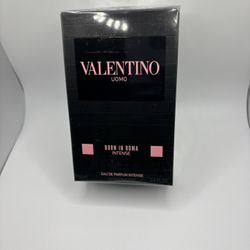 VALENTINO
UOMO
BORN IN ROMA
INTENSE
EAU DE PARFUM INTENSE